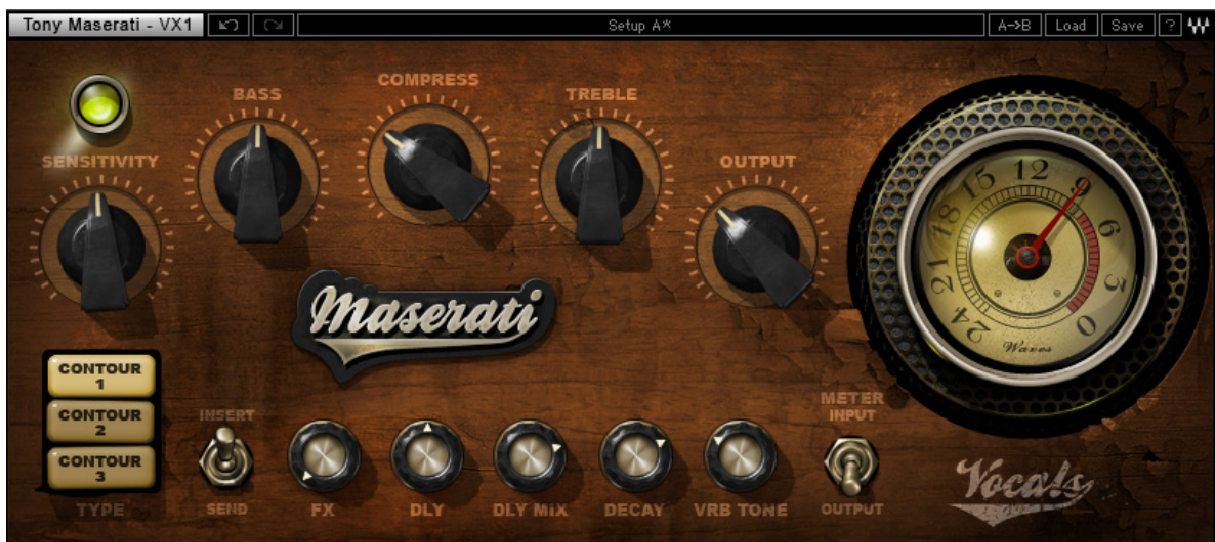 Tony Maserati - VX1
Setup A*
A->B
Load
Save
?
BASS
COMPRESS
TREBLE
SENSITIVITY
OUTPUT
24 21 18 15 12 9 6 3 0
Waves
Maserati
CONTOUR
1
CONTOUR
2
CONTOUR
3
TYPE
INSERT
SEND
FX
DLY
DLY MIX
DECAY
VRB TONE
METER
INPUT
OUTPUT
Vocals